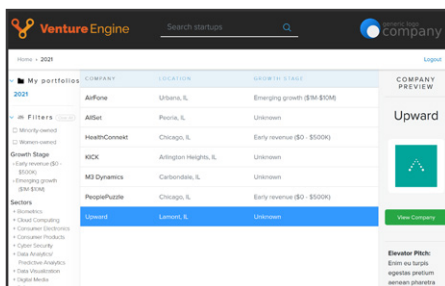 Venture Engine
Search startups
generic logo
company
Home › 2021
Logout
My portfolios
2021
Filters
Minority-owned
Women-owned
Growth Stage
Early revenue ($0 -
$500K)
Emerging growth
($1M-$10M)
Sectors
Biometrics
Cloud Computing
Consumer Electronics
Consumer Products
Cyber Security
Data Analytics/
Predictive Analytics
Data Visualization
Digital Media
COMPANY LOCATION GROWTH STAGE
AirFone Urbana, IL Emerging growth ($1M-$10M)
AllSet Peoria, IL Unknown
HealthConnekt Chicago, IL Early revenue ($0 - $500K)
KICK Arlington Heights, IL Unknown
M3 Dynamics Carbondale, IL Unknown
PeoplePuzzle Chicago, IL Early revenue ($0 - $500K)
Upward Lemont, IL Unknown
COMPANY
PREVIEW
Upward
View Company
Elevator Pitch:
Enim eu turpis
egestas pretium
aenean pharetra